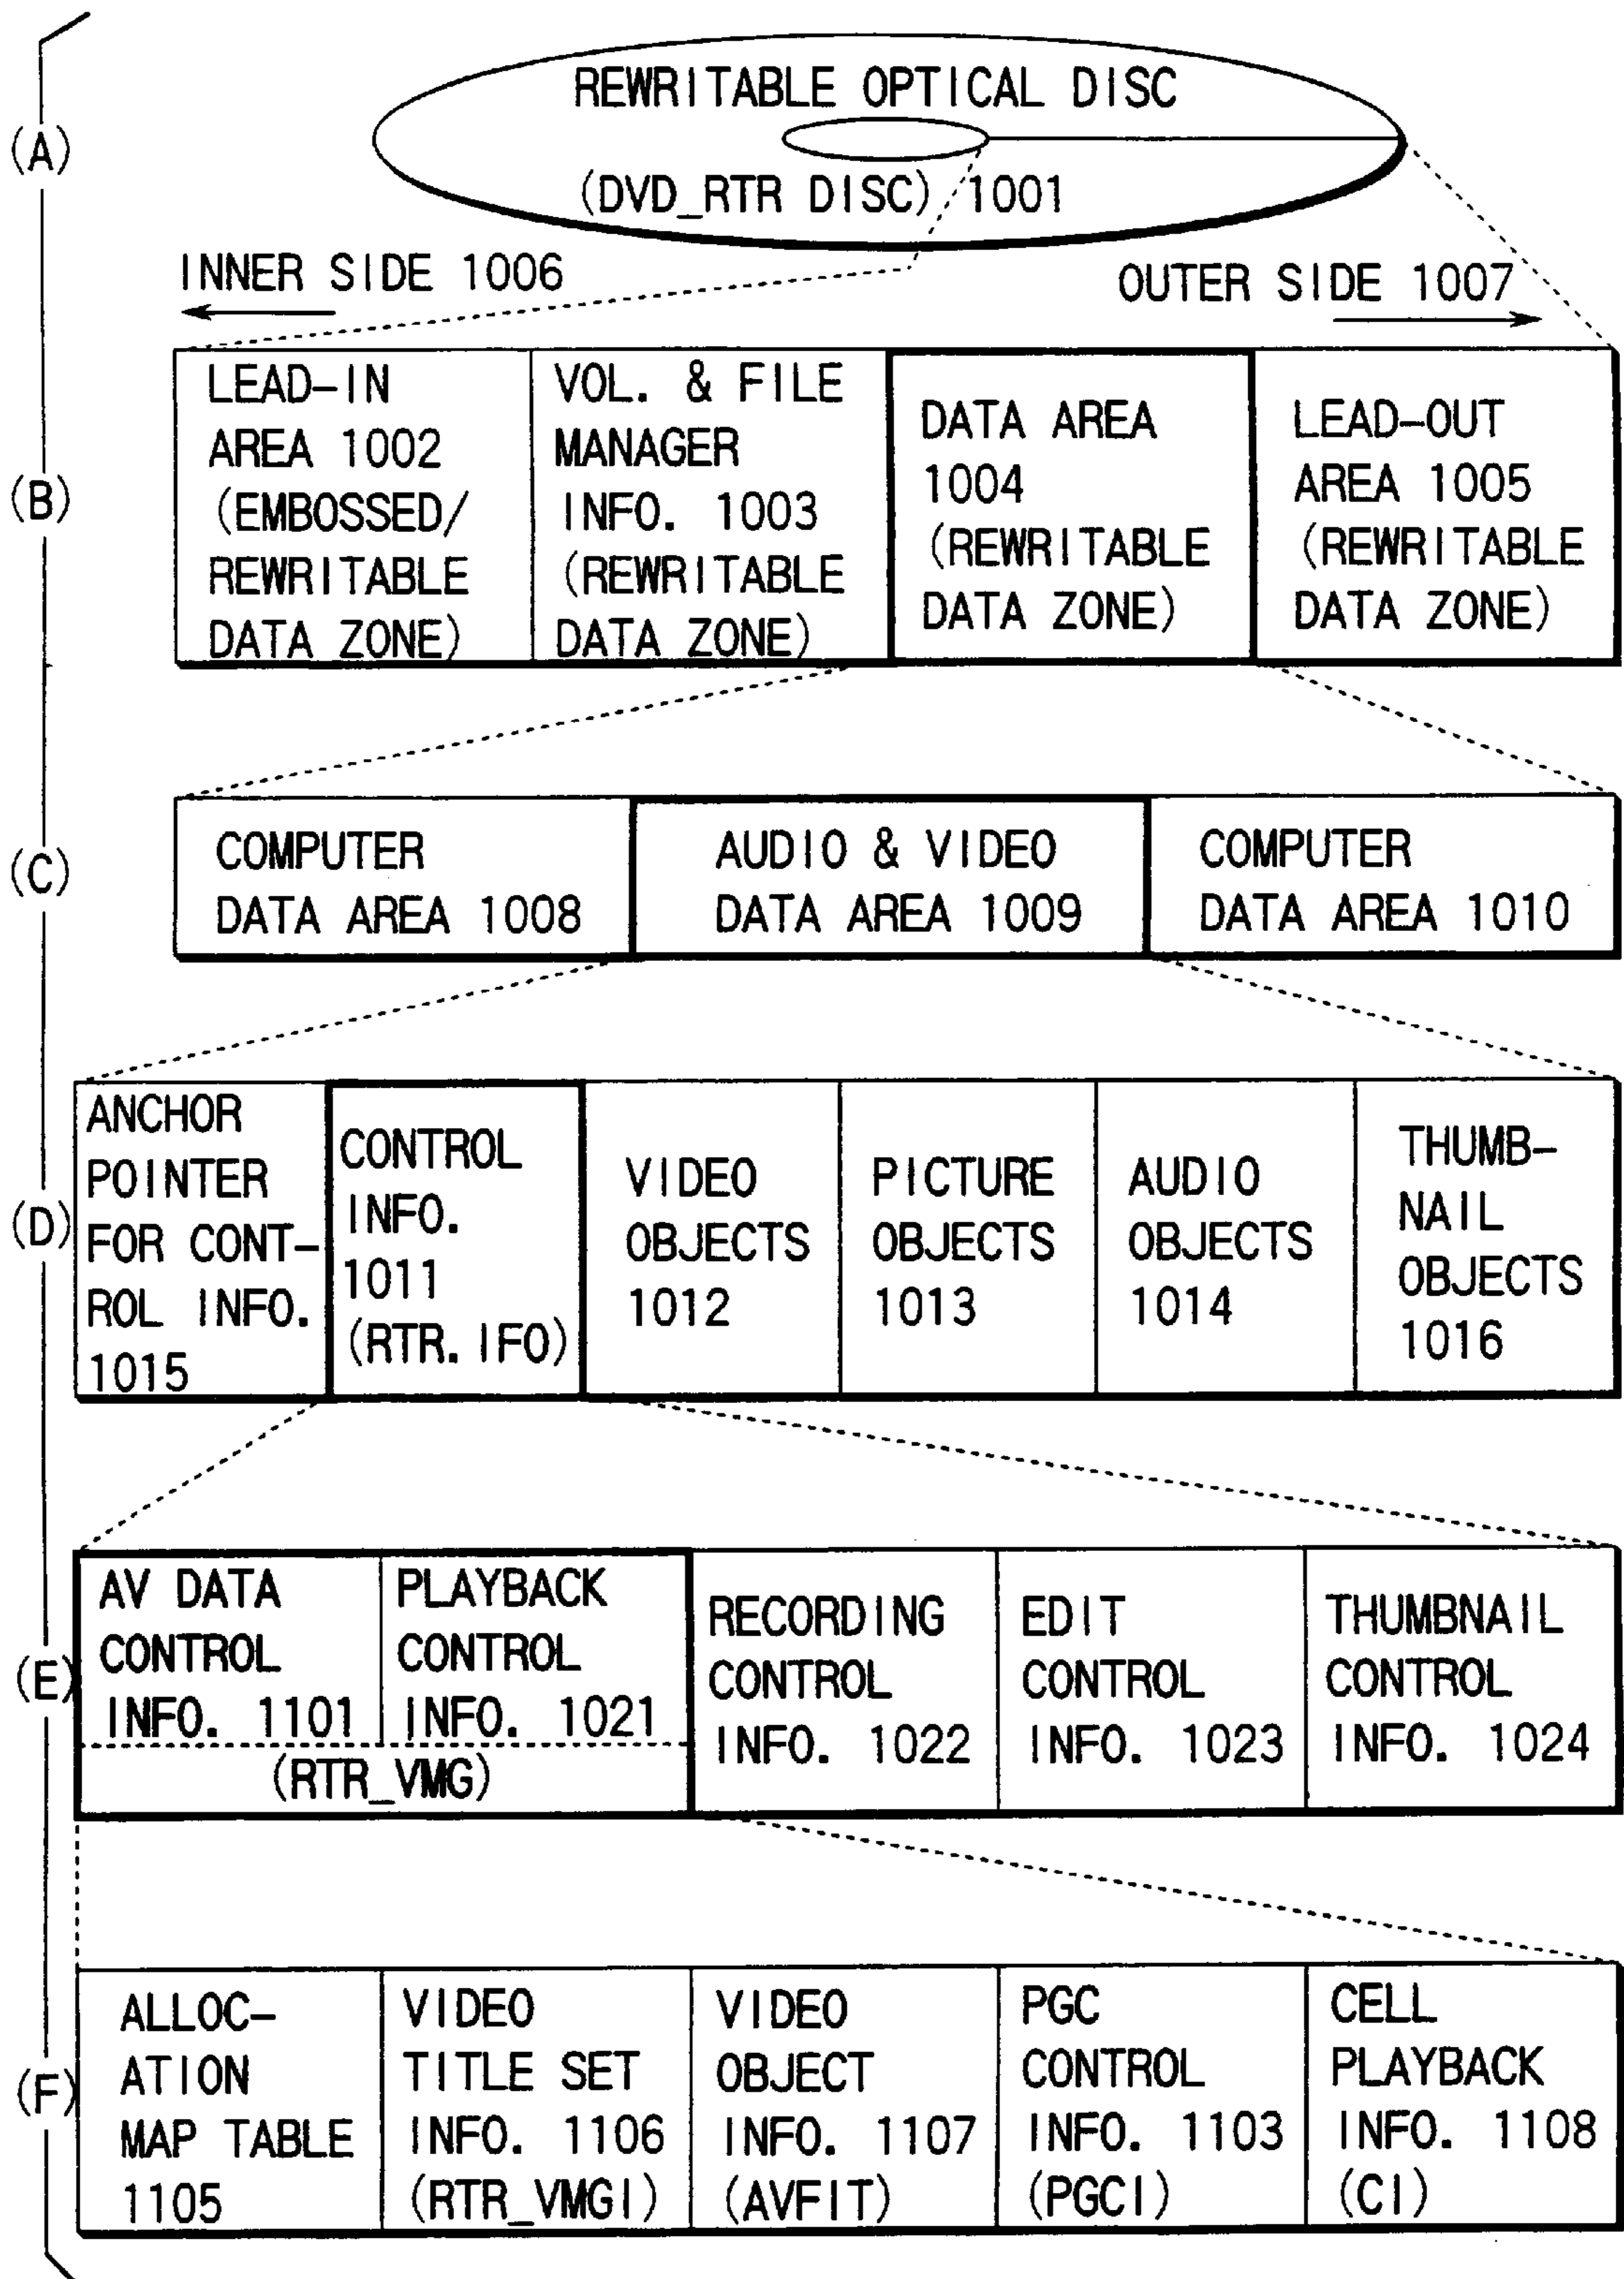 (A)
REWRITABLE OPTICAL DISC
(DVD_RTR DISC) 1001
INNER SIDE 1006
OUTER SIDE 1007
(B)
LEAD-IN
AREA 1002
(EMBOSSED/
REWRITABLE
DATA ZONE)
VOL. & FILE
MANAGER
INFO. 1003
(REWRITABLE
DATA ZONE)
DATA AREA
1004
(REWRITABLE
DATA ZONE)
LEAD-OUT
AREA 1005
(REWRITABLE
DATA ZONE)
(C)
COMPUTER
DATA AREA 1008
AUDIO & VIDEO
DATA AREA 1009
COMPUTER
DATA AREA 1010
(D)
ANCHOR
POINTER
FOR CONT-
ROL INFO.
1015
CONTROL
INFO.
1011
(RTR.IFO)
VIDEO
OBJECTS
1012
PICTURE
OBJECTS
1013
AUDIO
OBJECTS
1014
THUMB-
NAIL
OBJECTS
1016
(E)
AV DATA
CONTROL
INFO. 1101
PLAYBACK
CONTROL
INFO. 1021
(RTR_VMG)
RECORDING
CONTROL
INFO. 1022
EDIT
CONTROL
INFO. 1023
THUMBNAIL
CONTROL
INFO. 1024
(F)
ALLOC-
ATION
MAP TABLE
1105
VIDEO
TITLE SET
INFO. 1106
(RTR_VMGI)
VIDEO
OBJECT
INFO. 1107
(AVFIT)
PGC
CONTROL
INFO. 1103
(PGCI)
CELL
PLAYBACK
INFO. 1108
(CI)